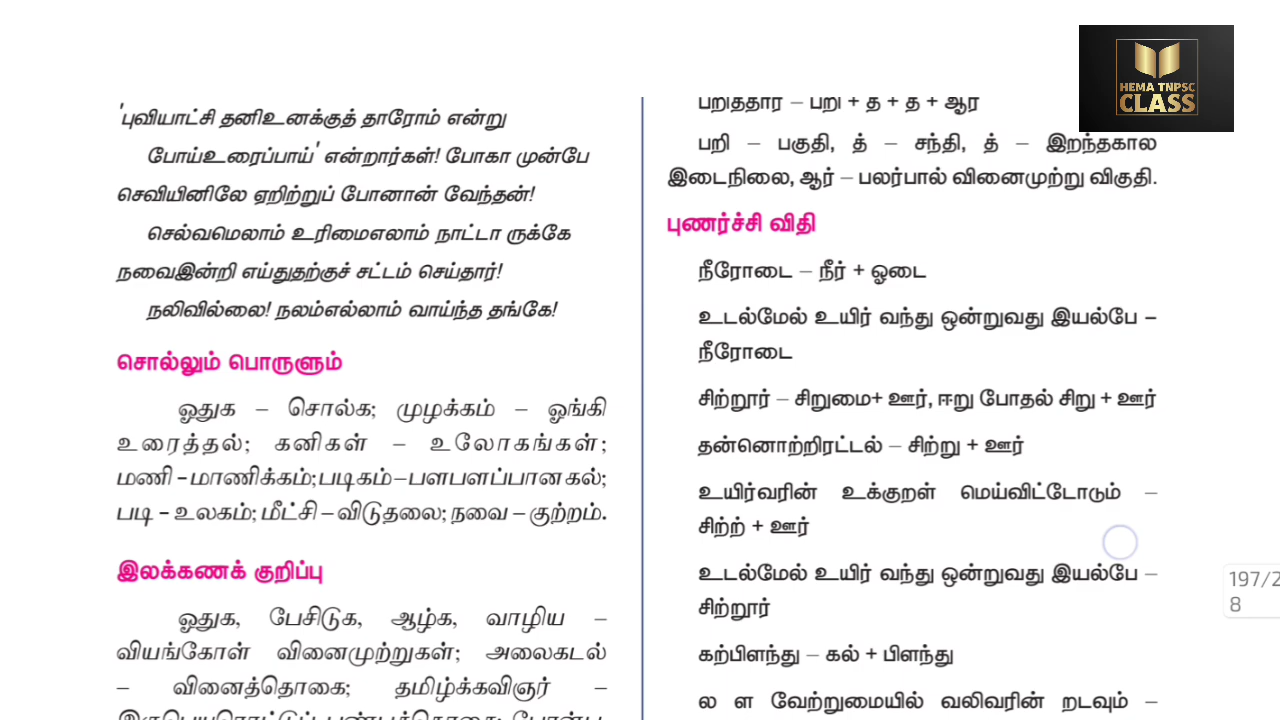 'புவியாட்சி தனிஉனக்குத் தாரோம் என்று
போய்உரைப்பாய்' என்றார்கள்! போகா முன்பே
செவியினிலே ஏறிற்றுப் போனான் வேந்தன்!
செல்வமெலாம் உரிமைஎலாம் நாட்டா ருக்கே
நவைஇன்றி எய்துதற்குச் சட்டம் செய்தார்!
நலிவில்லை! நலம்எல்லாம் வாய்ந்த தங்கே!
சொல்லும் பொருளும்
ஓதுக – சொல்க; முழக்கம் – ஓங்கி
உரைத்தல்; கனிகள் – உலோகங்கள்;
மணி – மாணிக்கம்; படிகம் – பளபளப்பான கல்;
படி – உலகம்; மீட்சி – விடுதலை; நவை – குற்றம்.
இலக்கணக் குறிப்பு
ஓதுக, பேசிடுக, ஆழ்க, வாழிய –
வியங்கோள் வினைமுற்றுகள்; அலைகடல்
– வினைத்தொகை; தமிழ்க்கவிஞர் –
பறித்தார் – பறி + த் + த் + ஆர்
பறி – பகுதி, த் – சந்தி, த் – இறந்தகால
இடைநிலை, ஆர் – பலர்பால் வினைமுற்று விகுதி.
புணர்ச்சி விதி
நீரோடை – நீர் + ஓடை
உடல்மேல் உயிர் வந்து ஒன்றுவது இயல்பே –
நீரோடை
சிற்றூர் – சிறுமை+ ஊர், ஈறு போதல் சிறு + ஊர்
தன்னொற்றிரட்டல் – சிற்று + ஊர்
உயிர்வரின் உக்குறள் மெய்விட்டோடும் –
சிற்ற் + ஊர்
உடல்மேல் உயிர் வந்து ஒன்றுவது இயல்பே –
சிற்றூர்
கற்பிளந்து – கல் + பிளந்து
ல ள வேற்றுமையில் வலிவரின் றடவும் –
HEMA TNPSC
CLASS
197/2
8